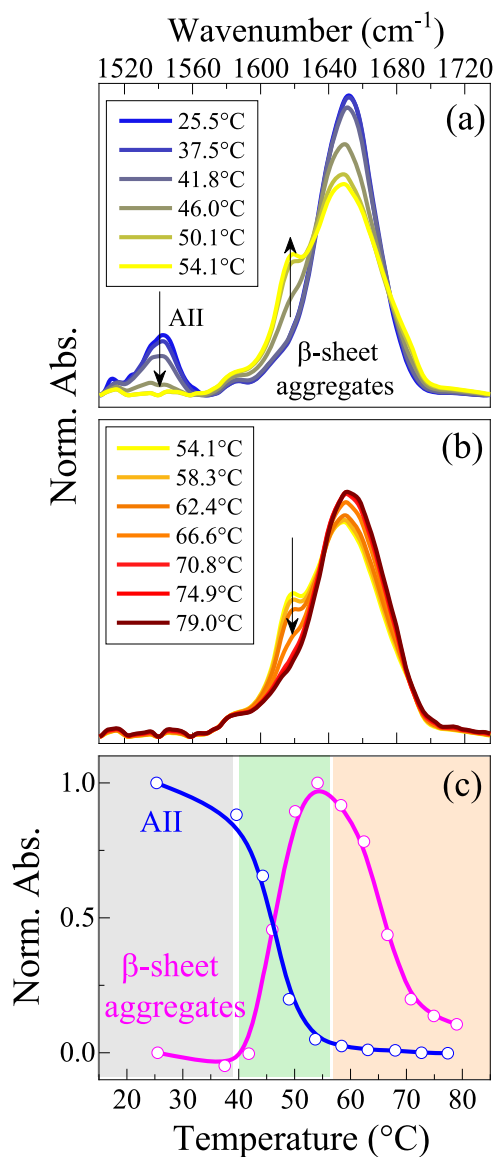 Wavenumber (cm⁻¹)
1520 1560 1600 1640 1680 1720
(a)
25.5°C
37.5°C
41.8°C
46.0°C
50.1°C
54.1°C
AII
β-sheet
aggregates
Norm. Abs.
(b)
54.1°C
58.3°C
62.4°C
66.6°C
70.8°C
74.9°C
79.0°C
(c)
1.0
AII
0.5
Norm. Abs.
β-sheet
aggregates
0.0
20 30 40 50 60 70 80
Temperature (°C)